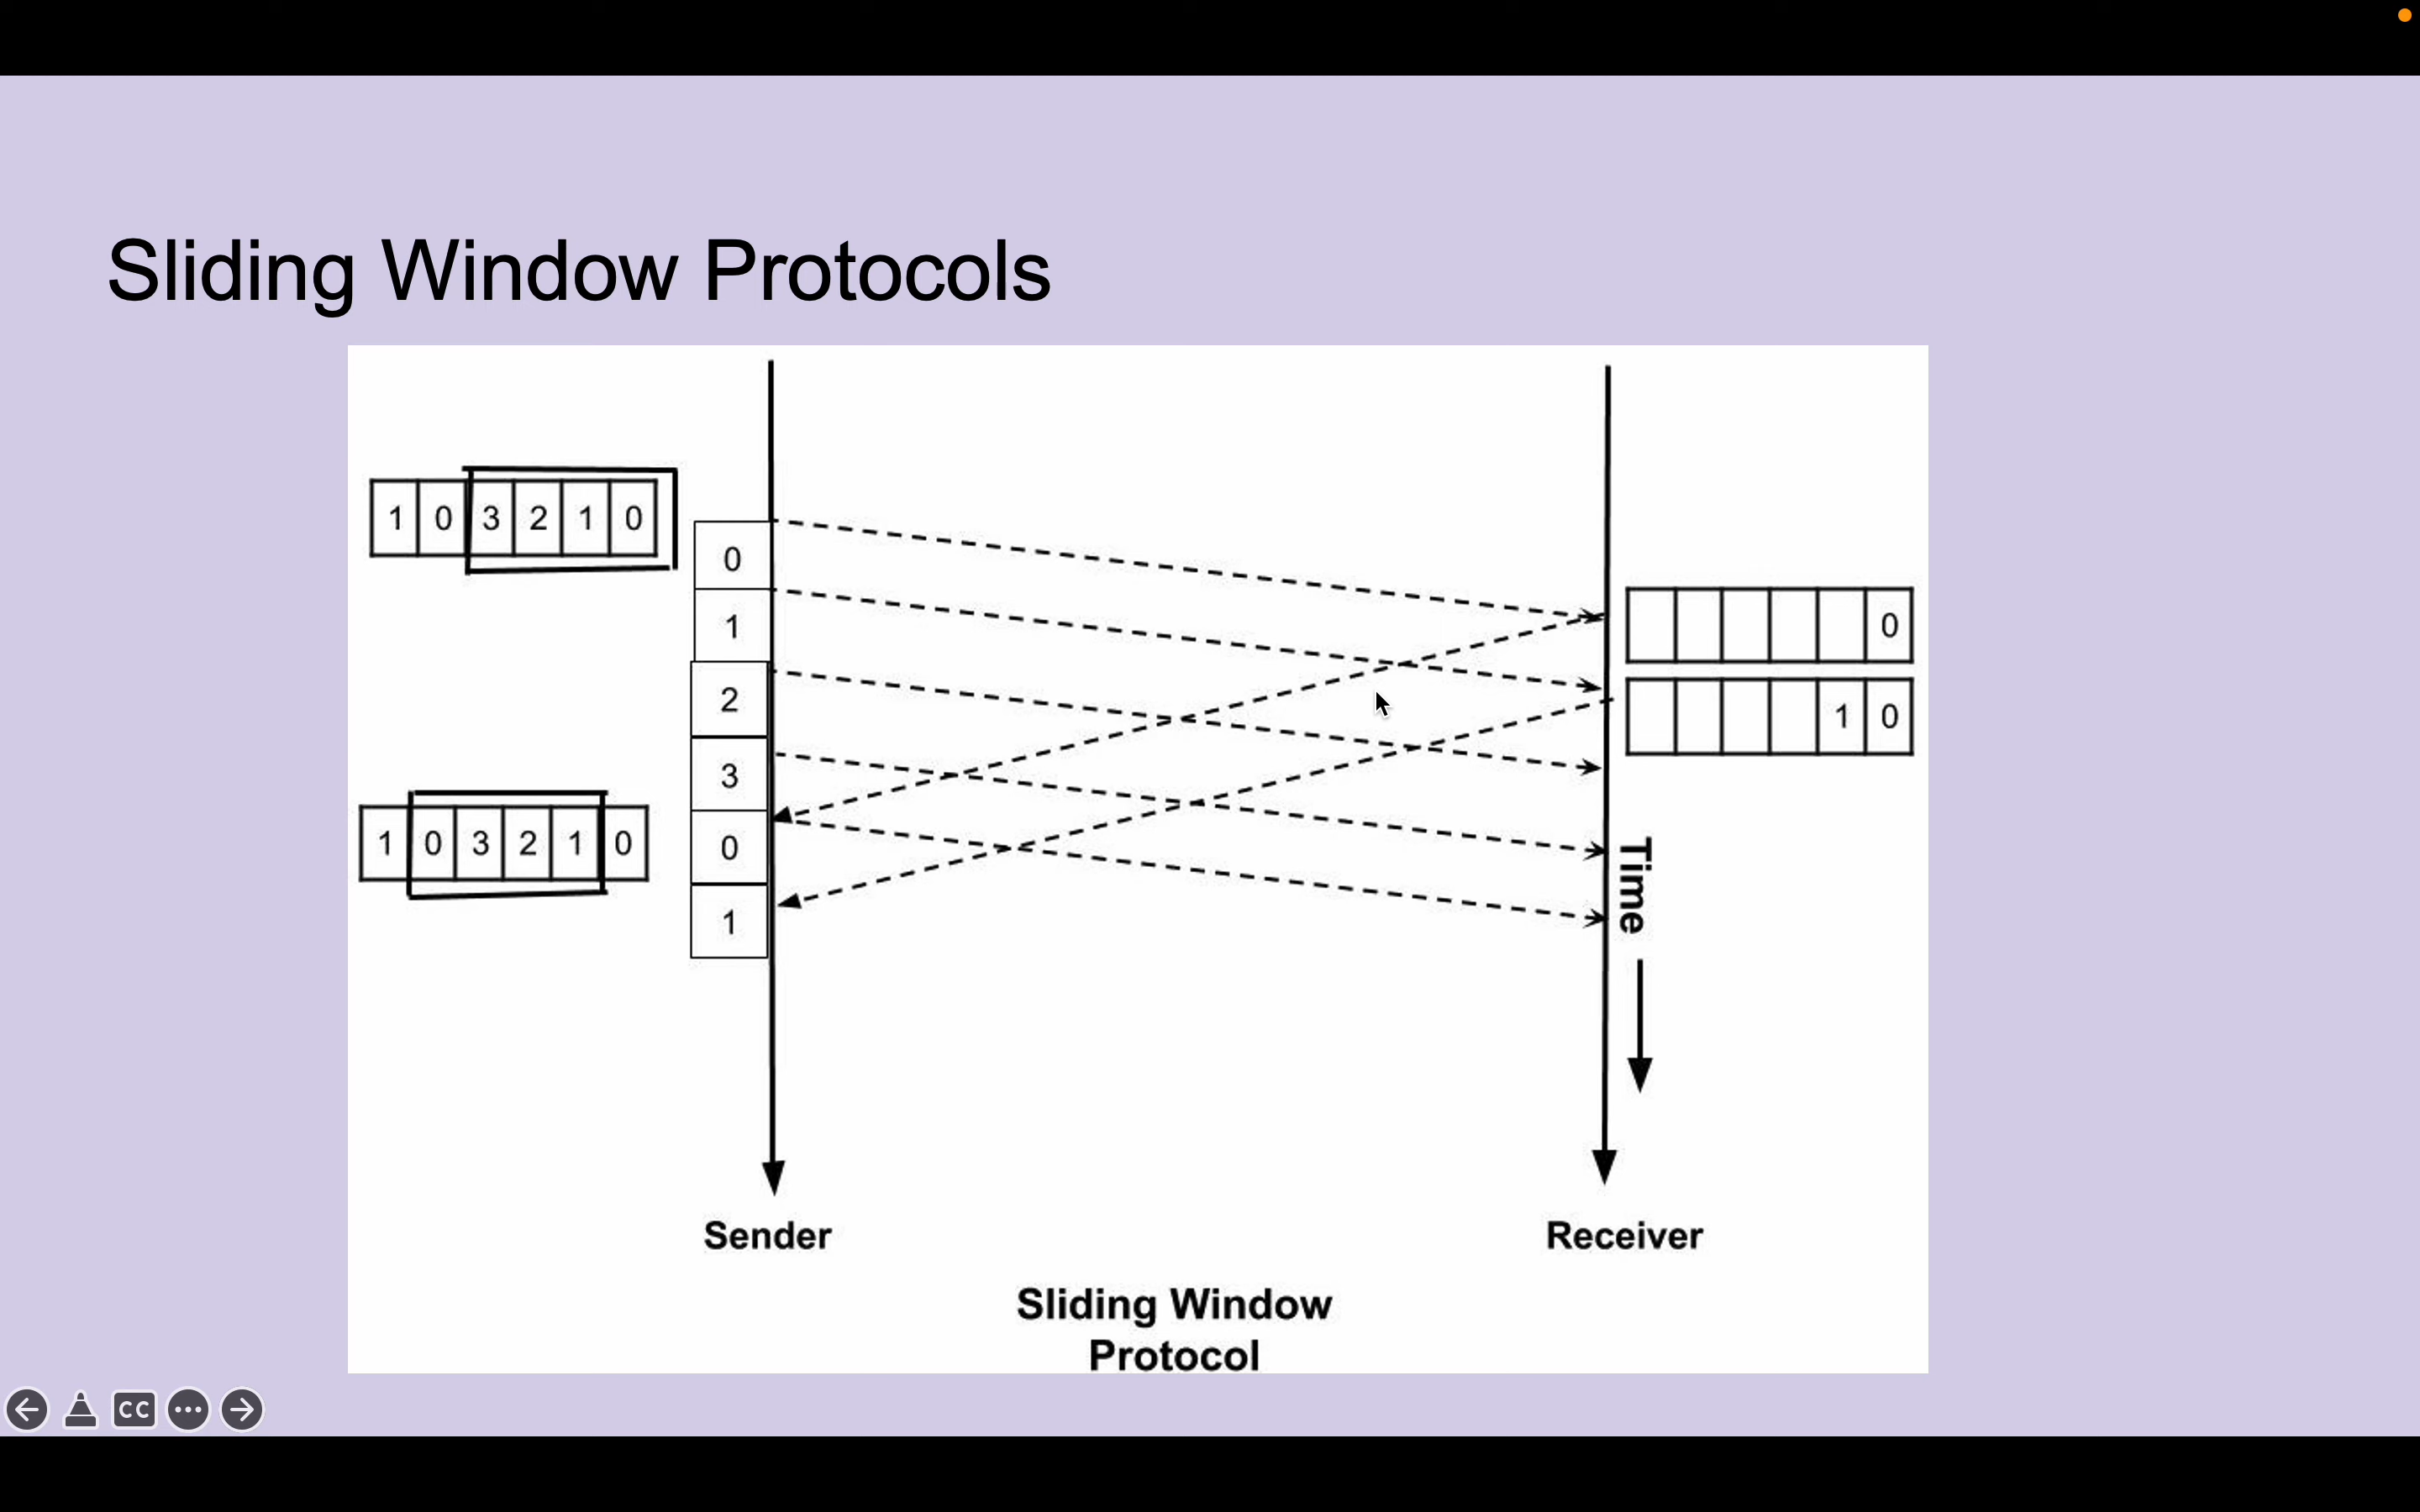 Sliding Window Protocols
1 0 3 2 1 0
0
1
2
3
0
1
1 0 3 2 1 0
0
1 0
Time
Sender
Receiver
Sliding Window
Protocol
CC